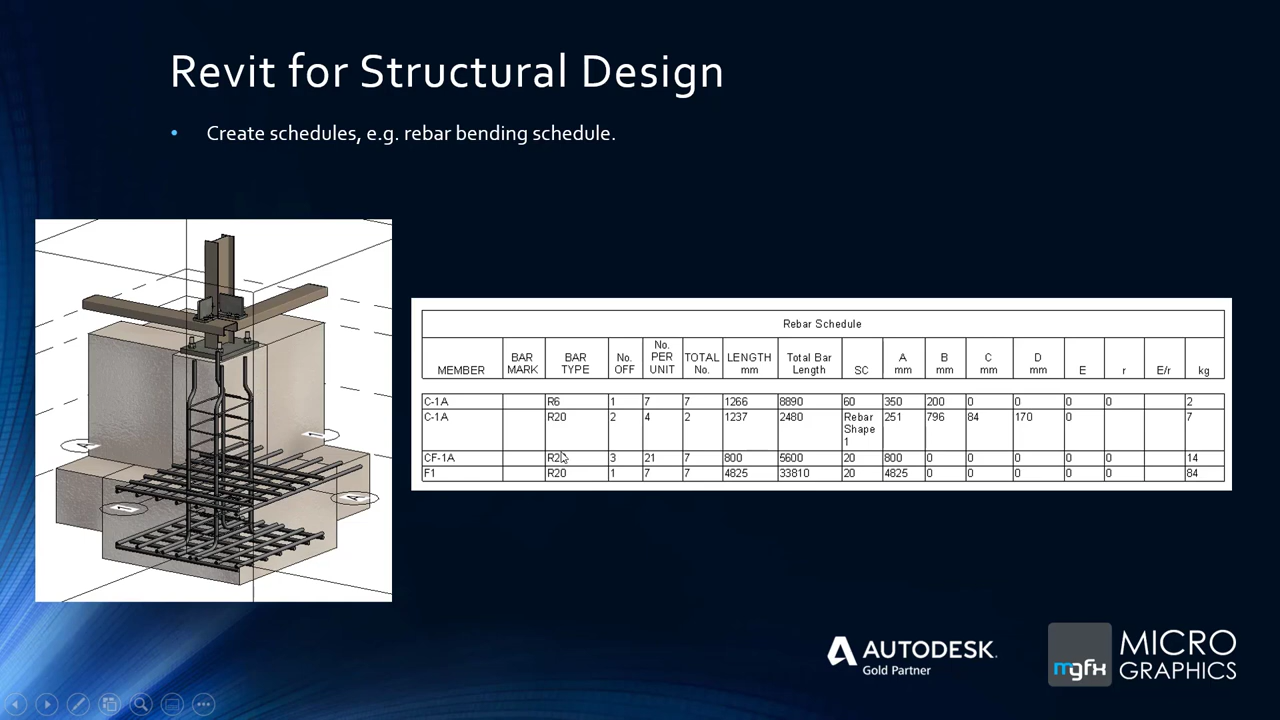 Revit for Structural Design
• Create schedules, e.g. rebar bending schedule.
Rebar Schedule
MEMBER BAR MARK BAR TYPE No. OFF No. PER UNIT TOTAL No. LENGTH mm Total Bar Length SC A mm B mm C mm D mm E r E/r kg
C-1A R6 1 7 7 1266 8890 60 350 200 0 0 0 0 2
C-1A R20 2 4 2 1237 2480 Rebar Shape 1 251 796 84 170 0 7
CF-1A 3 21 7 800 5600 20 800 0 0 0 0 0 14
F1 R20 1 7 7 4825 33810 20 4825 0 0 0 0 0 84
A
1
1
A
AUTODESK.
Gold Partner
mgfx
MICRO
GRAPHICS